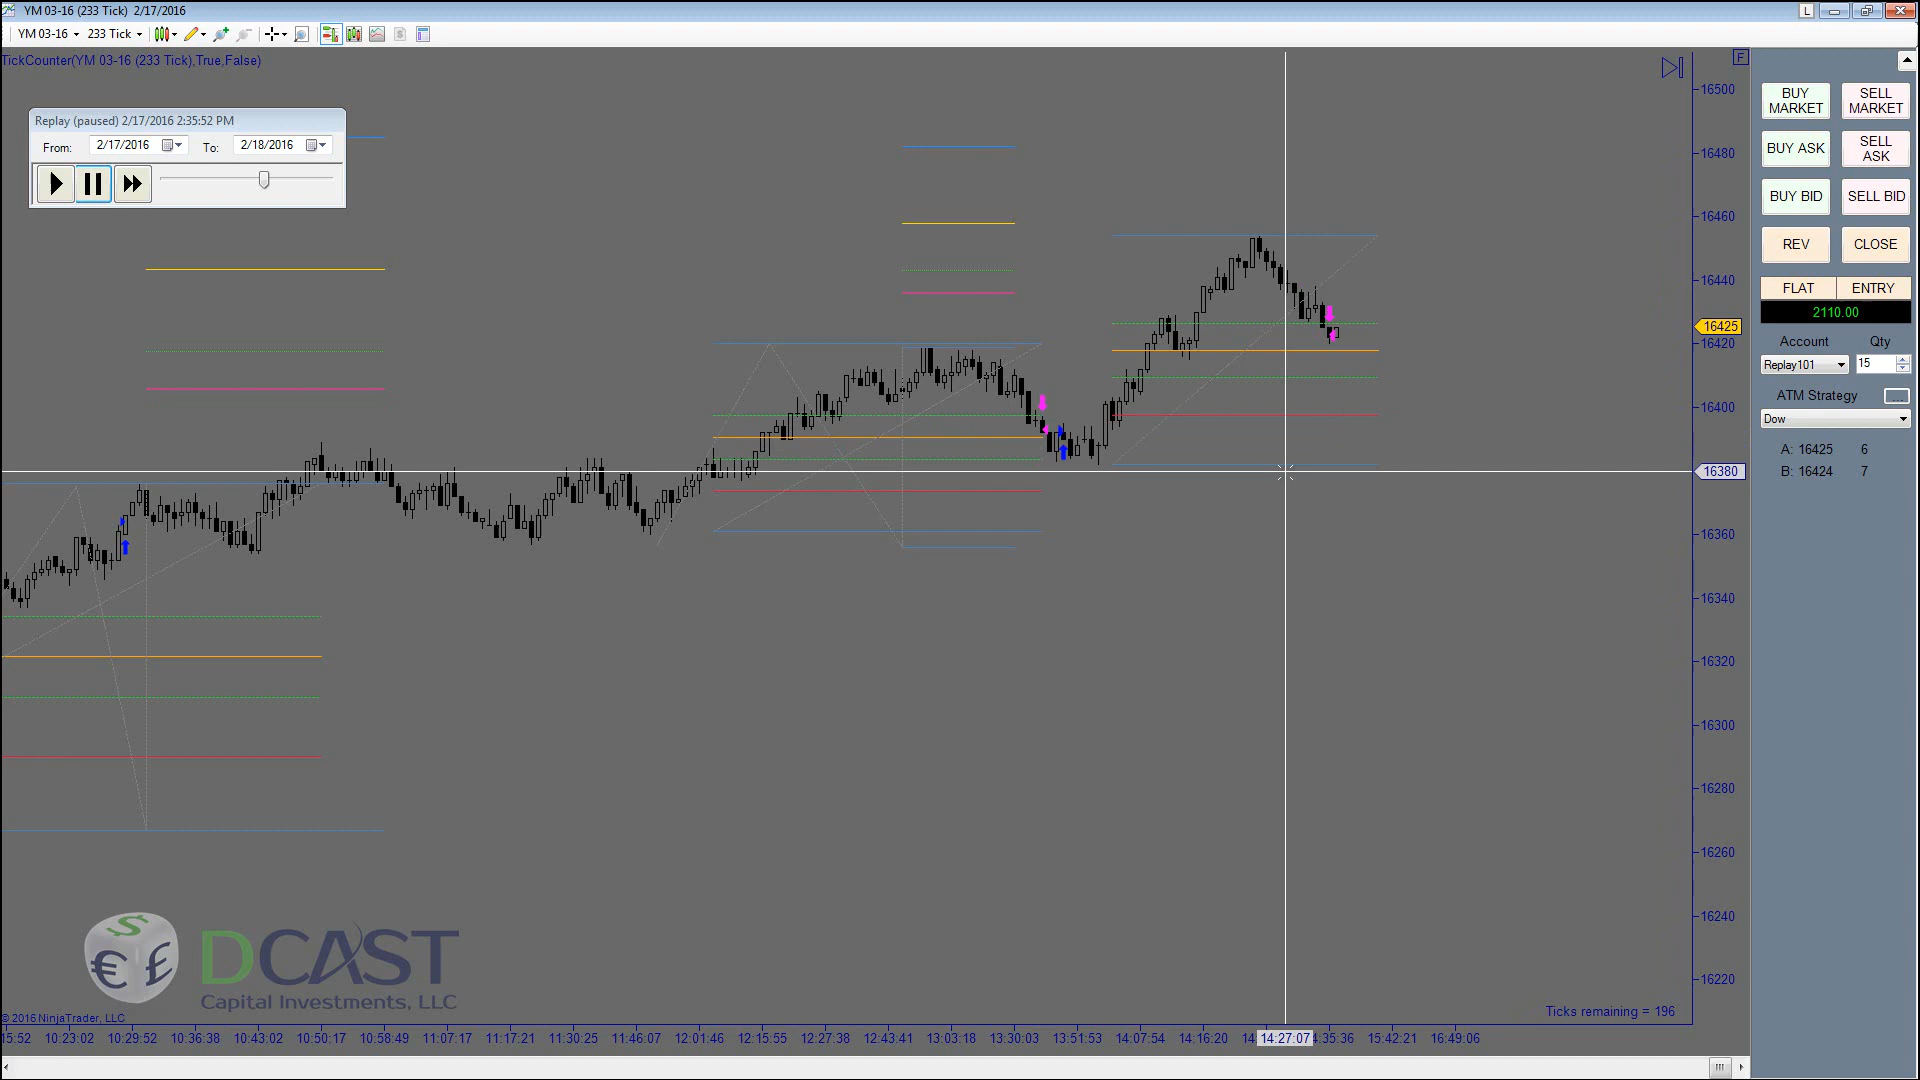 YM 03-16 (233 Tick) 2/17/2016
L
YM 03-16 233 Tick
TickCounter(YM 03-16 (233 Tick),True,False)
F
Replay (paused) 2/17/2016 2:35:52 PM
From: 2/17/2016 To: 2/18/2016
16500
16480
16460
16440
16425
16420
16400
16380
16360
16340
16320
16300
16280
16260
16240
16220
BUY MARKET
SELL MARKET
BUY ASK
SELL ASK
BUY BID
SELL BID
REV
CLOSE
FLAT
ENTRY
2110.00
Account Qty
Replay101 15
ATM Strategy ...
Dow
A: 16425 6
B: 16424 7
$
€ £
DCAST
Capital Investments, LLC
© 2016 NinjaTrader, LLC
Ticks remaining = 196
15:52 10:23:02 10:29:52 10:36:38 10:43:02 10:50:17 10:58:49 11:07:17 11:17:21 11:30:25 11:46:07 12:01:46 12:15:55 12:27:38 12:43:41 13:03:18 13:30:03 13:51:53 14:07:54 14:16:20 14: 14:27:07 4:35:36 15:42:21 16:49:06